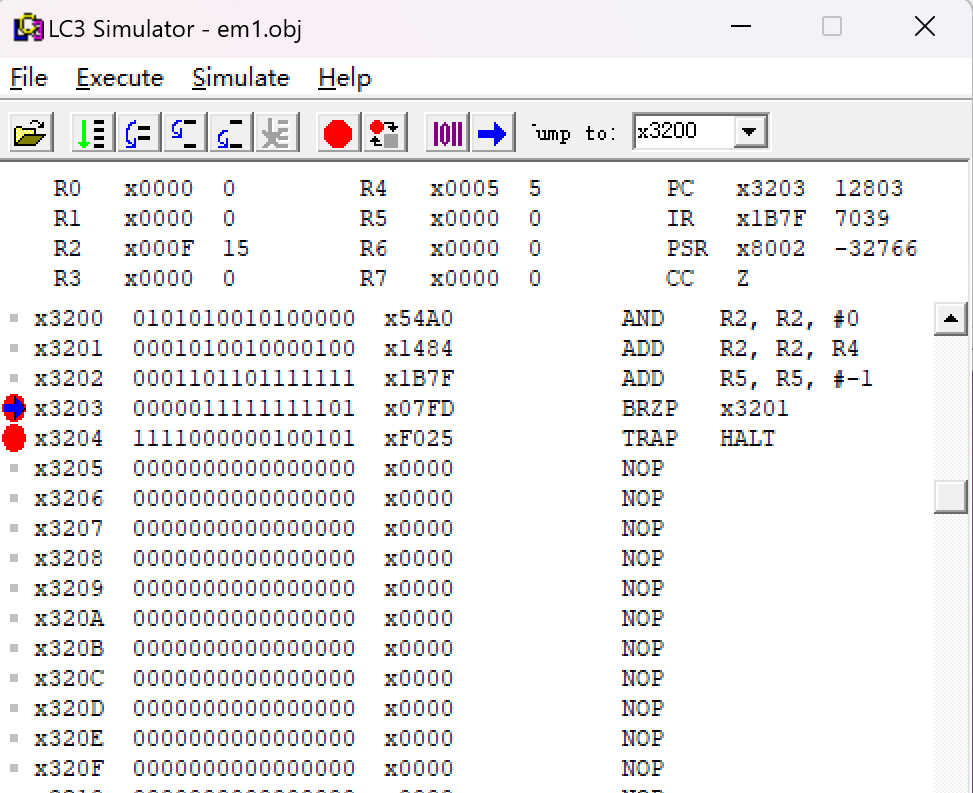 LC3 Simulator - em1.obj
File Execute Simulate Help
Jump to: x3200
R0 x0000 0 R4 x0005 5 PC x3203 12803
R1 x0000 0 R5 x0000 0 IR x1B7F 7039
R2 x000F 15 R6 x0000 0 PSR x8002 -32766
R3 x0000 0 R7 x0000 0 CC Z
x3200 0101010010100000 x54A0 AND R2, R2, #0
x3201 0001010010000100 x1484 ADD R2, R2, R4
x3202 0001101101111111 x1B7F ADD R5, R5, #-1
x3203 0000011111111101 x07FD BRZP x3201
x3204 1111000000100101 xF025 TRAP HALT
x3205 0000000000000000 x0000 NOP
x3206 0000000000000000 x0000 NOP
x3207 0000000000000000 x0000 NOP
x3208 0000000000000000 x0000 NOP
x3209 0000000000000000 x0000 NOP
x320A 0000000000000000 x0000 NOP
x320B 0000000000000000 x0000 NOP
x320C 0000000000000000 x0000 NOP
x320D 0000000000000000 x0000 NOP
x320E 0000000000000000 x0000 NOP
x320F 0000000000000000 x0000 NOP